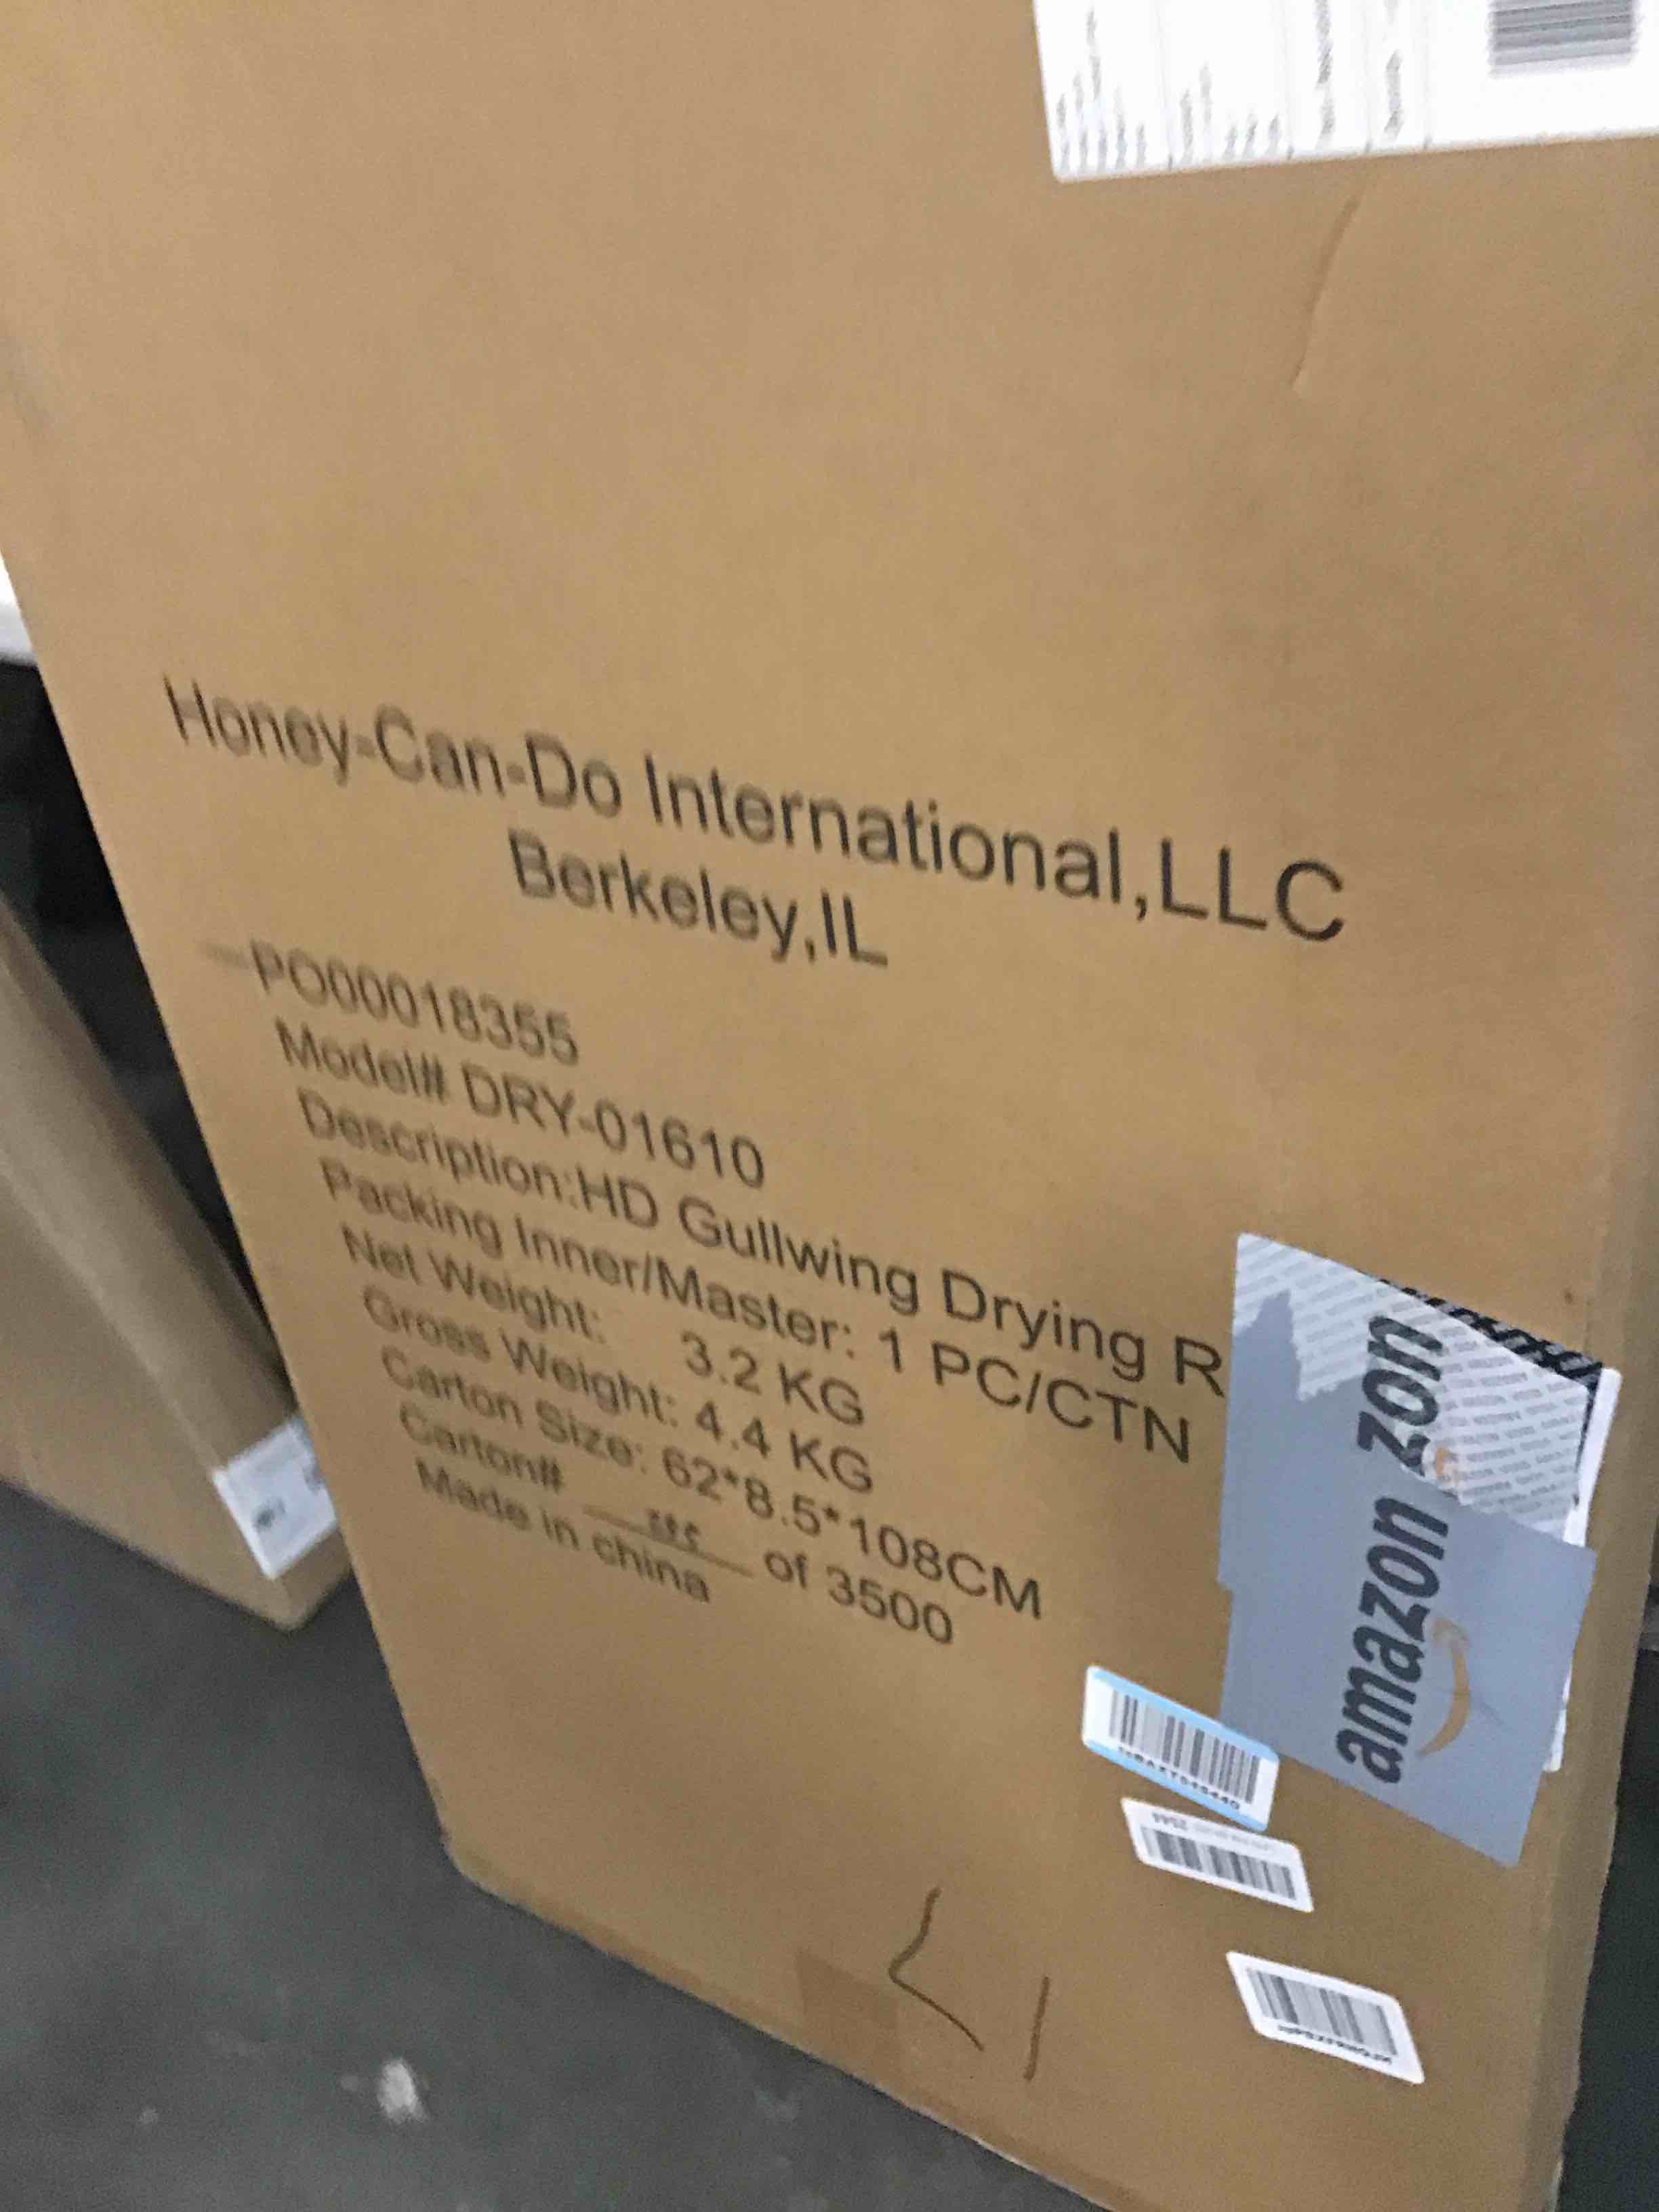 Honey-Can-Do International,LLC
Berkeley,IL
PO00018355
Model# DRY-01610
Description:HD Gullwing Drying R
Packing Inner/Master: 1 PC/CTN
Net Weight: 3.2 KG
Gross Weight: 4.4 KG
Carton Size: 62*8.5*108CM
Carton# of 3500
Made in china
amazon zon
L1